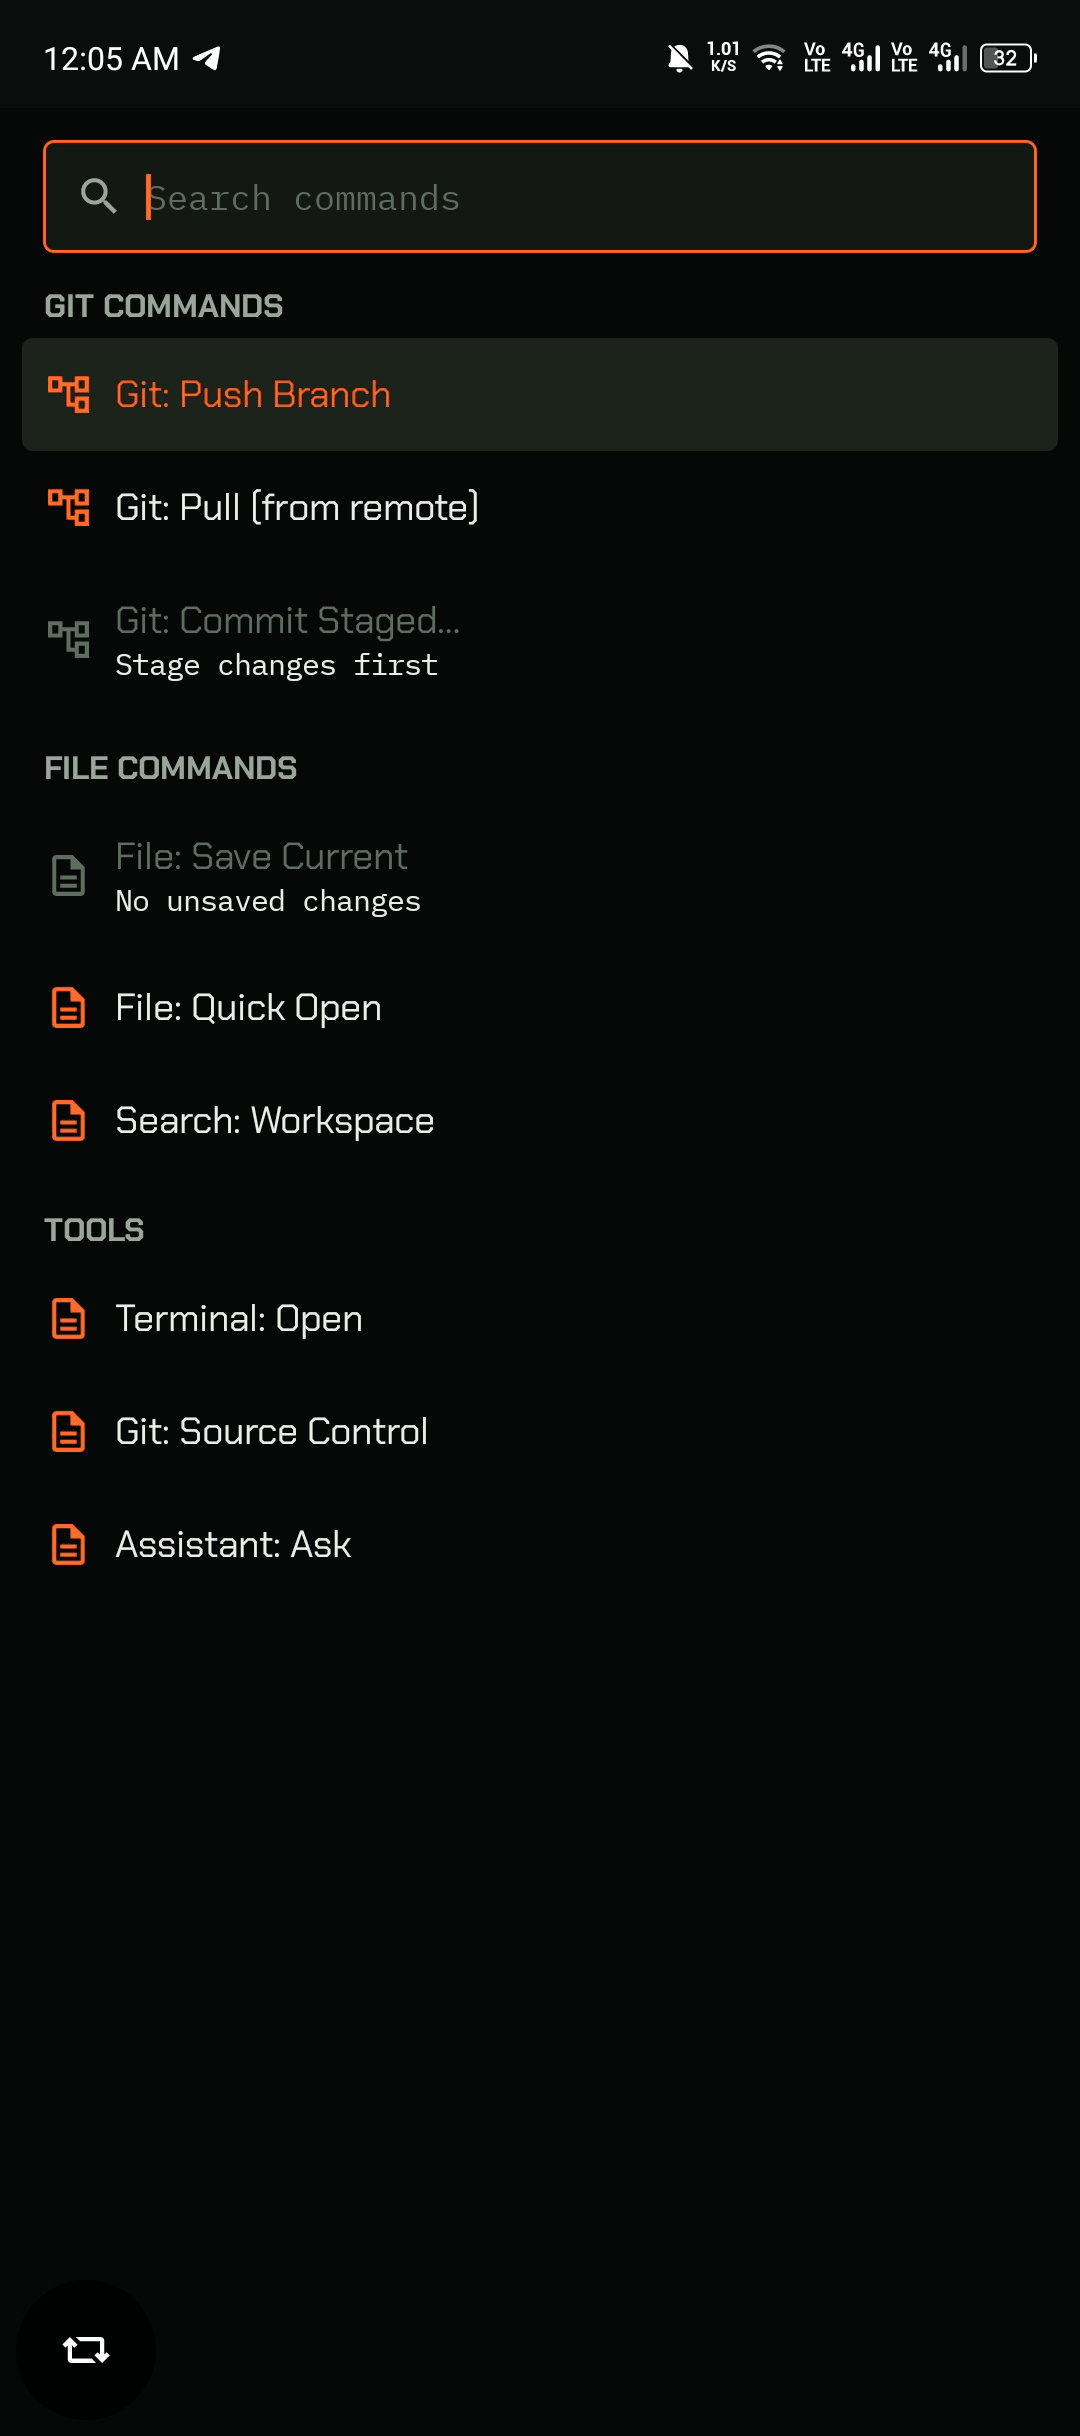 12:05 AM
1.01 K/S Vo LTE 4G Vo LTE 4G 32
Search commands
GIT COMMANDS
Git: Push Branch
Git: Pull (from remote)
Git: Commit Staged...
Stage changes first
FILE COMMANDS
File: Save Current
No unsaved changes
File: Quick Open
Search: Workspace
TOOLS
Terminal: Open
Git: Source Control
Assistant: Ask